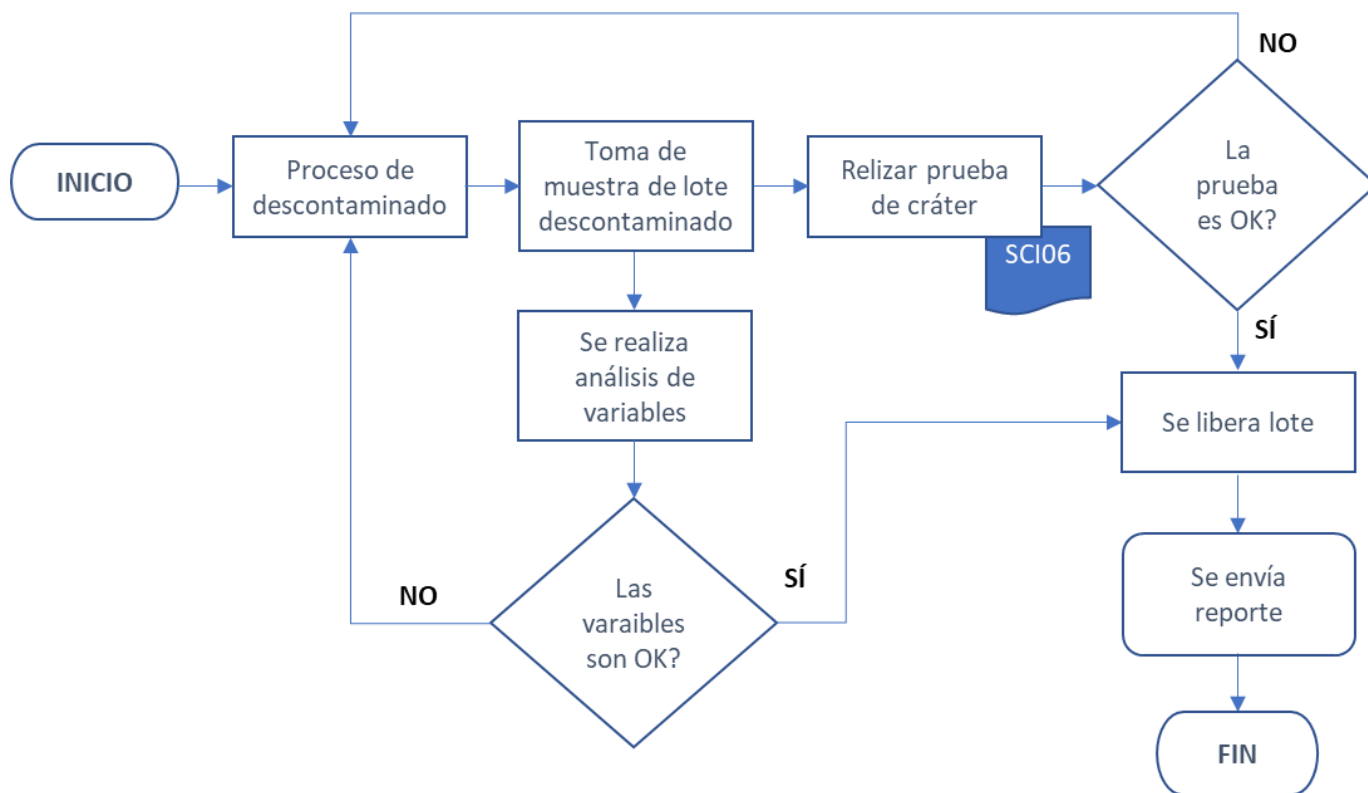 NO
INICIO
Proceso de
descontaminado
Toma de
muestra de lote
descontaminado
Relizar prueba
de cráter
SCI06
La
prueba
es OK?
SÍ
Se realiza
análisis de
variables
Se libera lote
NO
Las
varaibles
son OK?
SÍ
Se envía
reporte
FIN